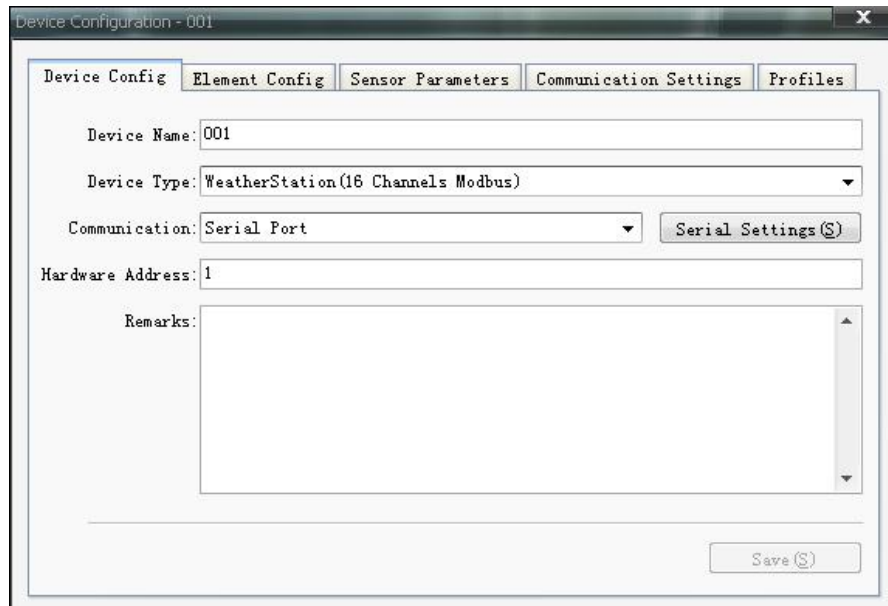 Device Configuration - 001
x
Device Config Element Config Sensor Parameters Communication Settings Profiles
Device Name: 001
Device Type: WeatherStation(16 Channels Modbus)
Communication: Serial Port Serial Settings(S)
Hardware Address: 1
Remarks:
Save(S)